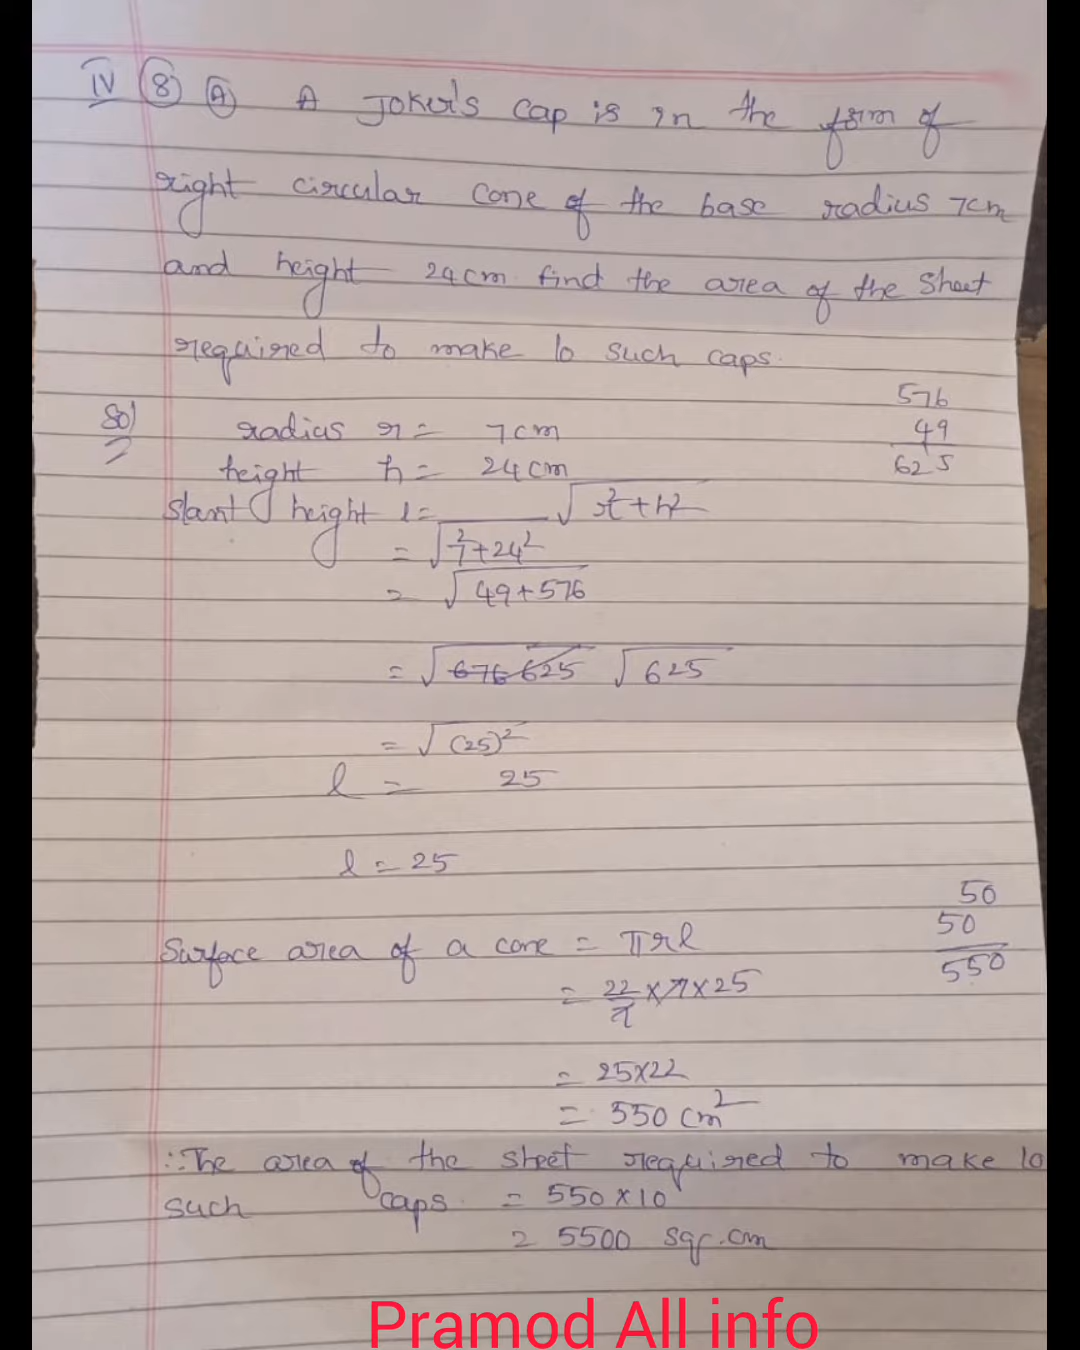 IV 8 A A Joker's cap is in the form of
right circular cone of the base radius 7cm
and height 24cm find the area of the sheet
required to make 10 such caps.
Sol radius r = 7cm
height h = 24cm
576
49
625
slant height l = √r²+h²
= √7²+24²
= √49+576
= √676 625 √625
= √(25)²
l = 25
l = 25
50
50
550
Surface area of a cone = πrl
= 22/7 × 7 × 25
= 25×22
= 550 cm²
∴ The area of the sheet required to make 10
such caps = 550×10
= 5500 sqr.cm
Pramod All info